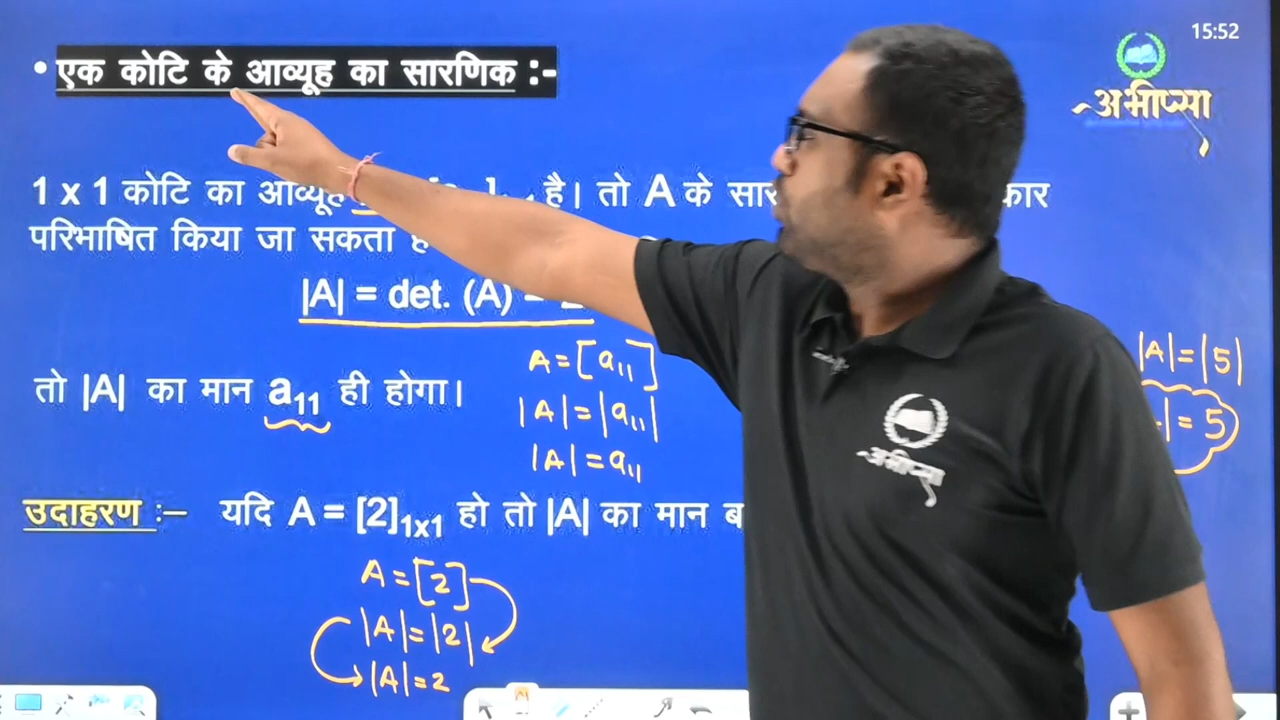 15:52
अभीप्सा
• एक कोटि के आव्यूह का सारणिक :-
1 x 1 कोटि का आव्यूह है। तो A के
परिभाषित किया जा सकता
|A| = det. (A) =
A = [a11]
|A| = |5|
तो |A| का मान a11 ही होगा।
|A| = |a11|
= 5
|A| = a11
अभीप्सा
उदाहरण :– यदि A = [2]1x1 हो तो |A| का मान
A = [2]
|A| = |2|
|A| = 2